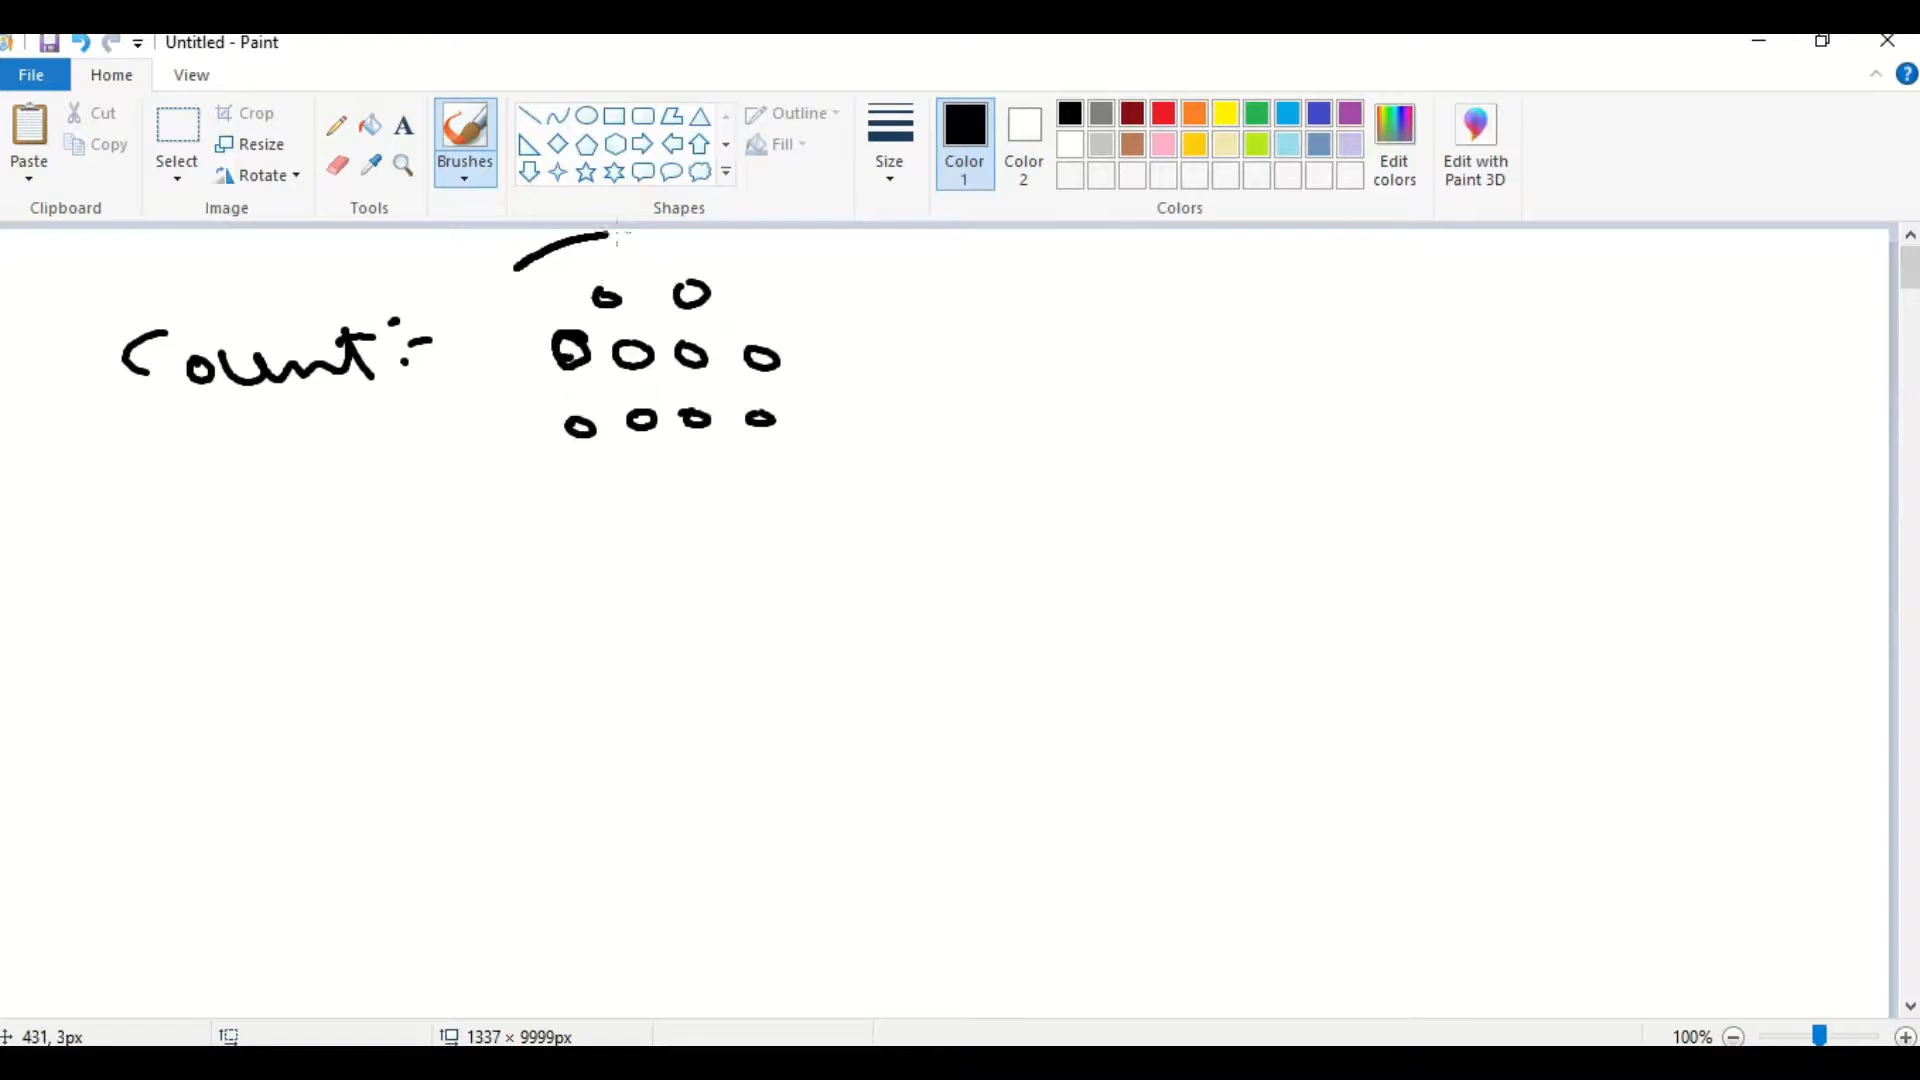 Untitled - Paint
File Home View
Paste Cut Copy Clipboard
Select Crop Resize Rotate Image
A Tools
Brushes
Outline Fill Shapes
Size
Color 1 Color 2 Edit colors Colors
Edit with Paint 3D
?
Count :-
431, 3px 1337 × 9999px 100%